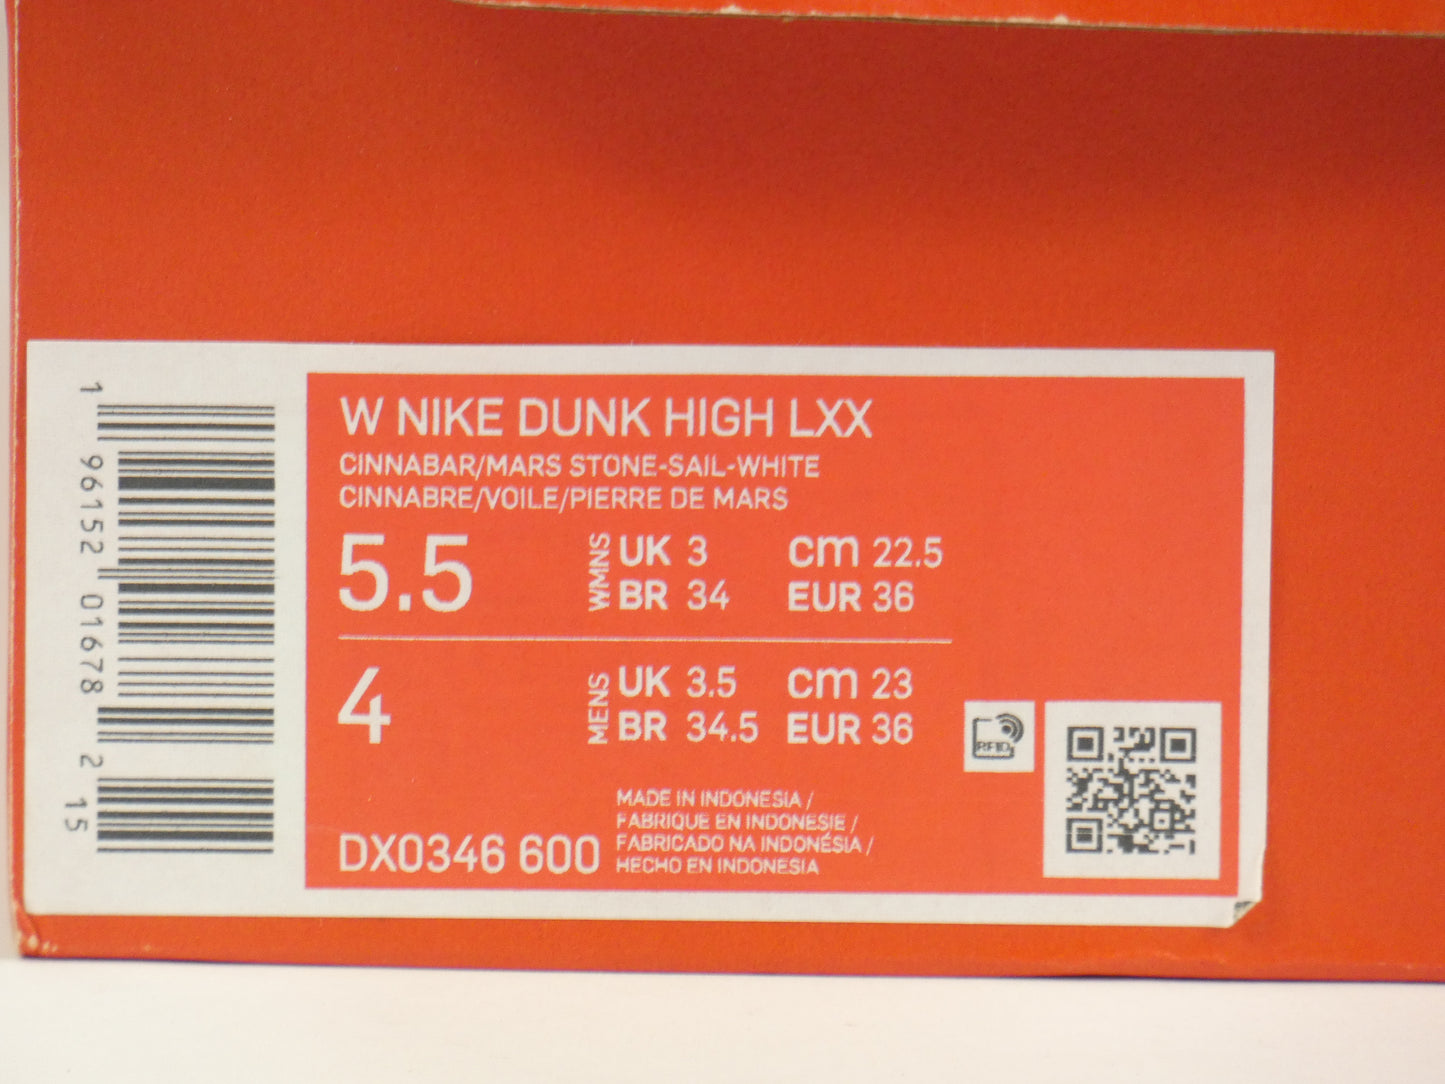 W NIKE DUNK HIGH LXX
CINNABAR/MARS STONE-SAIL-WHITE
CINNABRE/VOILE/PIERRE DE MARS
5.5
WMNS
UK 3 cm 22.5
BR 34 EUR 36
4
MENS
UK 3.5 cm 23
BR 34.5 EUR 36
RFID
DX0346 600
MADE IN INDONESIA /
FABRIQUE EN INDONESIE /
FABRICADO NA INDONÉSIA /
HECHO EN INDONESIA
1 96152 01678 2 15